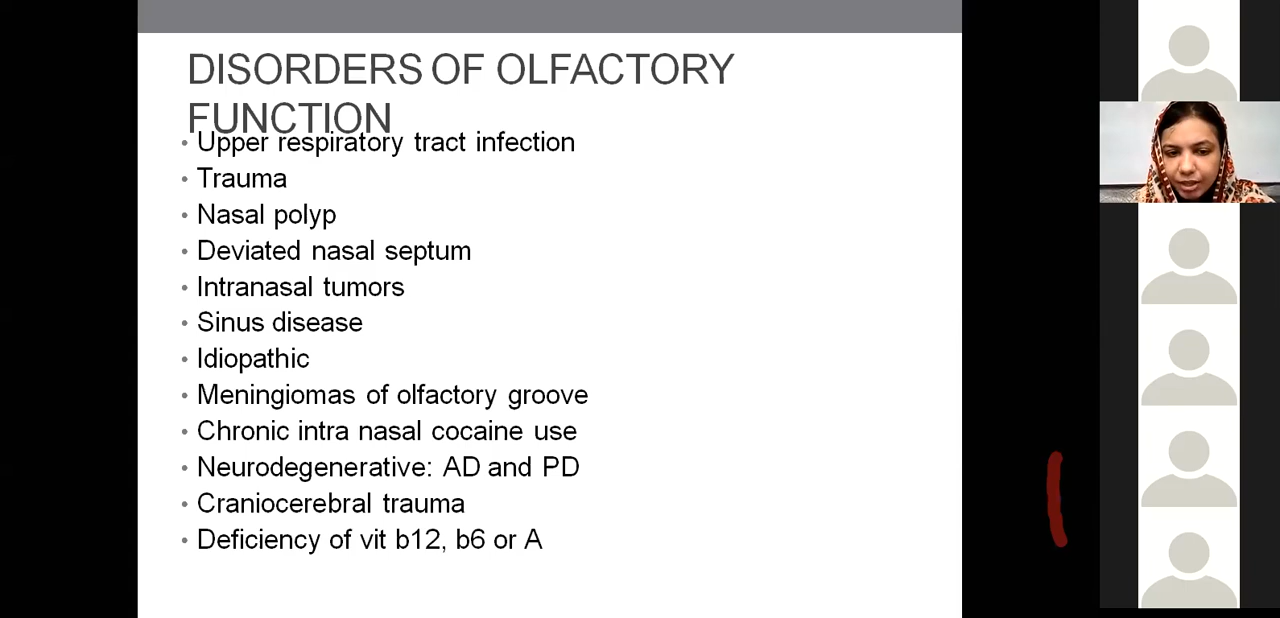 DISORDERS OF OLFACTORY
FUNCTION
• Upper respiratory tract infection
• Trauma
• Nasal polyp
• Deviated nasal septum
• Intranasal tumors
• Sinus disease
• Idiopathic
• Meningiomas of olfactory groove
• Chronic intra nasal cocaine use
• Neurodegenerative: AD and PD
• Craniocerebral trauma
• Deficiency of vit b12, b6 or A